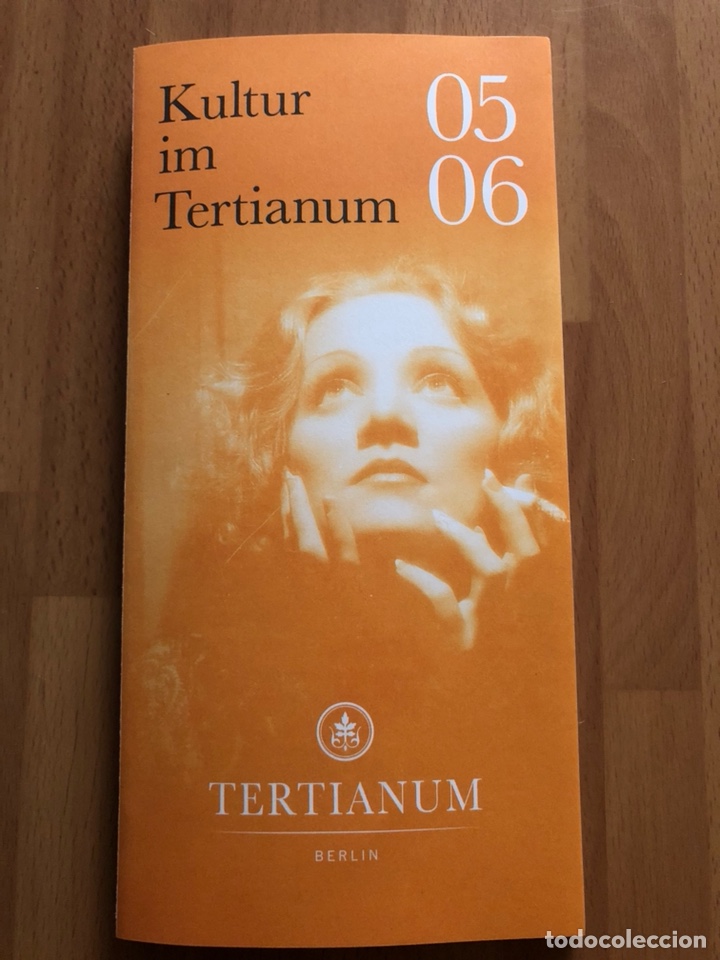 Kultur
im
Tertianum
05
06
TERTIANUM
BERLIN
todocoleccion